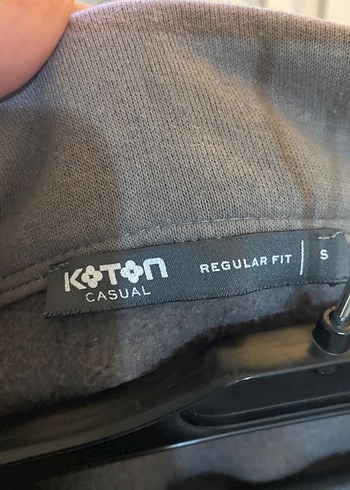 KOTON
CASUAL
REGULAR FIT
S